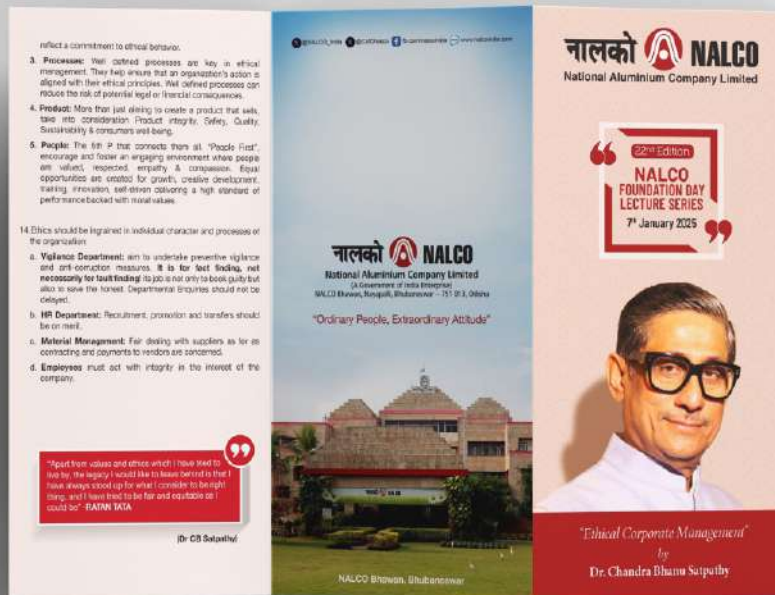 reflect a commitment to ethical behavior.
3. Processes: Well defined processes are key in ethical
management. They help ensure that an organization's action is
aligned with their ethical principles. Well defined processes can
reduce the risk of potential legal or financial consequences.
4. Product: More than just aiming to create a product that sells,
take into consideration Product integrity, Safety, Quality,
Sustainability & consumers well-being.
5. People: The 5th P that connects them all. "People First",
encourage and foster an engaging environment where people
are valued, respected, empathy & compassion. Equal
opportunities are created for growth, creative development,
training, innovation, self-driven delivering a high standard of
performance backed with moral values.
14. Ethics should be ingrained in individual character and processes of
the organization
a. Vigilance Department: aim to undertake preventive vigilance
and anti-corruption measures. It is for fact finding, not
necessarily for fault finding! Its job is not only to book guilty but
also to save the honest. Departmental Enquiries should not be
delayed.
b. HR Department: Recruitment, promotion and transfers should
be on merit.
c. Material Management: Fair dealing with suppliers as far as
contracting and payments to vendors are concerned.
d. Employees must act with integrity in the interest of the
company.
"Apart from values and ethics which I have tried to
live by, the legacy I would like to leave behind is that I
have always stood up for what I consider to be right
thing, and I have tried to be fair and equitable as I
could be" -RATAN TATA
(Dr CB Satpathy)
@NALCO_India
www.nalcoindia.com
नालको NALCO
National Aluminium Company Limited
(A Government of India Enterprise)
NALCO Bhawan, Nayapalli, Bhubaneswar – 751 013, Odisha
"Ordinary People, Extraordinary Attitude"
नालको
NALCO Bhawan, Bhubaneswar
नालको NALCO
National Aluminium Company Limited
22nd Edition
NALCO
FOUNDATION DAY
LECTURE SERIES
7th January 2025
"Ethical Corporate Management"
by
Dr. Chandra Bhanu Satpathy